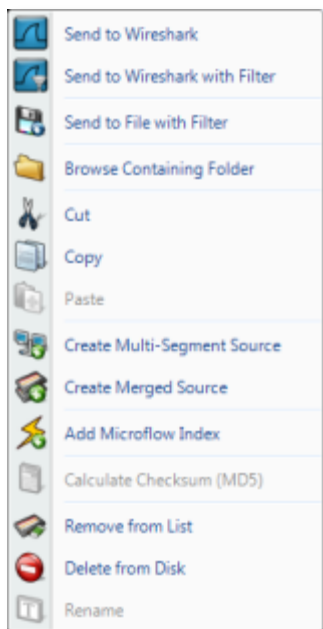 Send to Wireshark
Send to Wireshark with Filter
Send to File with Filter
Browse Containing Folder
Cut
Copy
Paste
Create Multi-Segment Source
Create Merged Source
Add Microflow Index
Calculate Checksum (MD5)
Remove from List
Delete from Disk
Rename